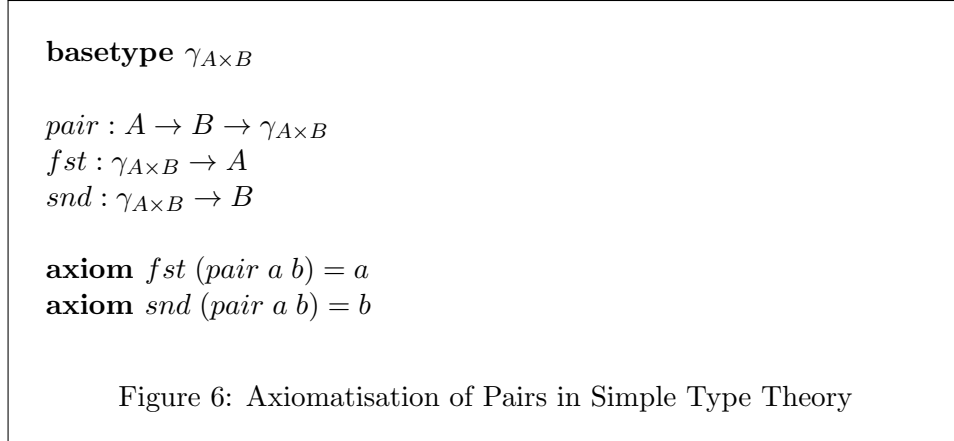 basetype γ_{A×B}
pair : A → B → γ_{A×B}
fst : γ_{A×B} → A
snd : γ_{A×B} → B
axiom fst (pair a b) = a
axiom snd (pair a b) = b
Figure 6: Axiomatisation of Pairs in Simple Type Theory